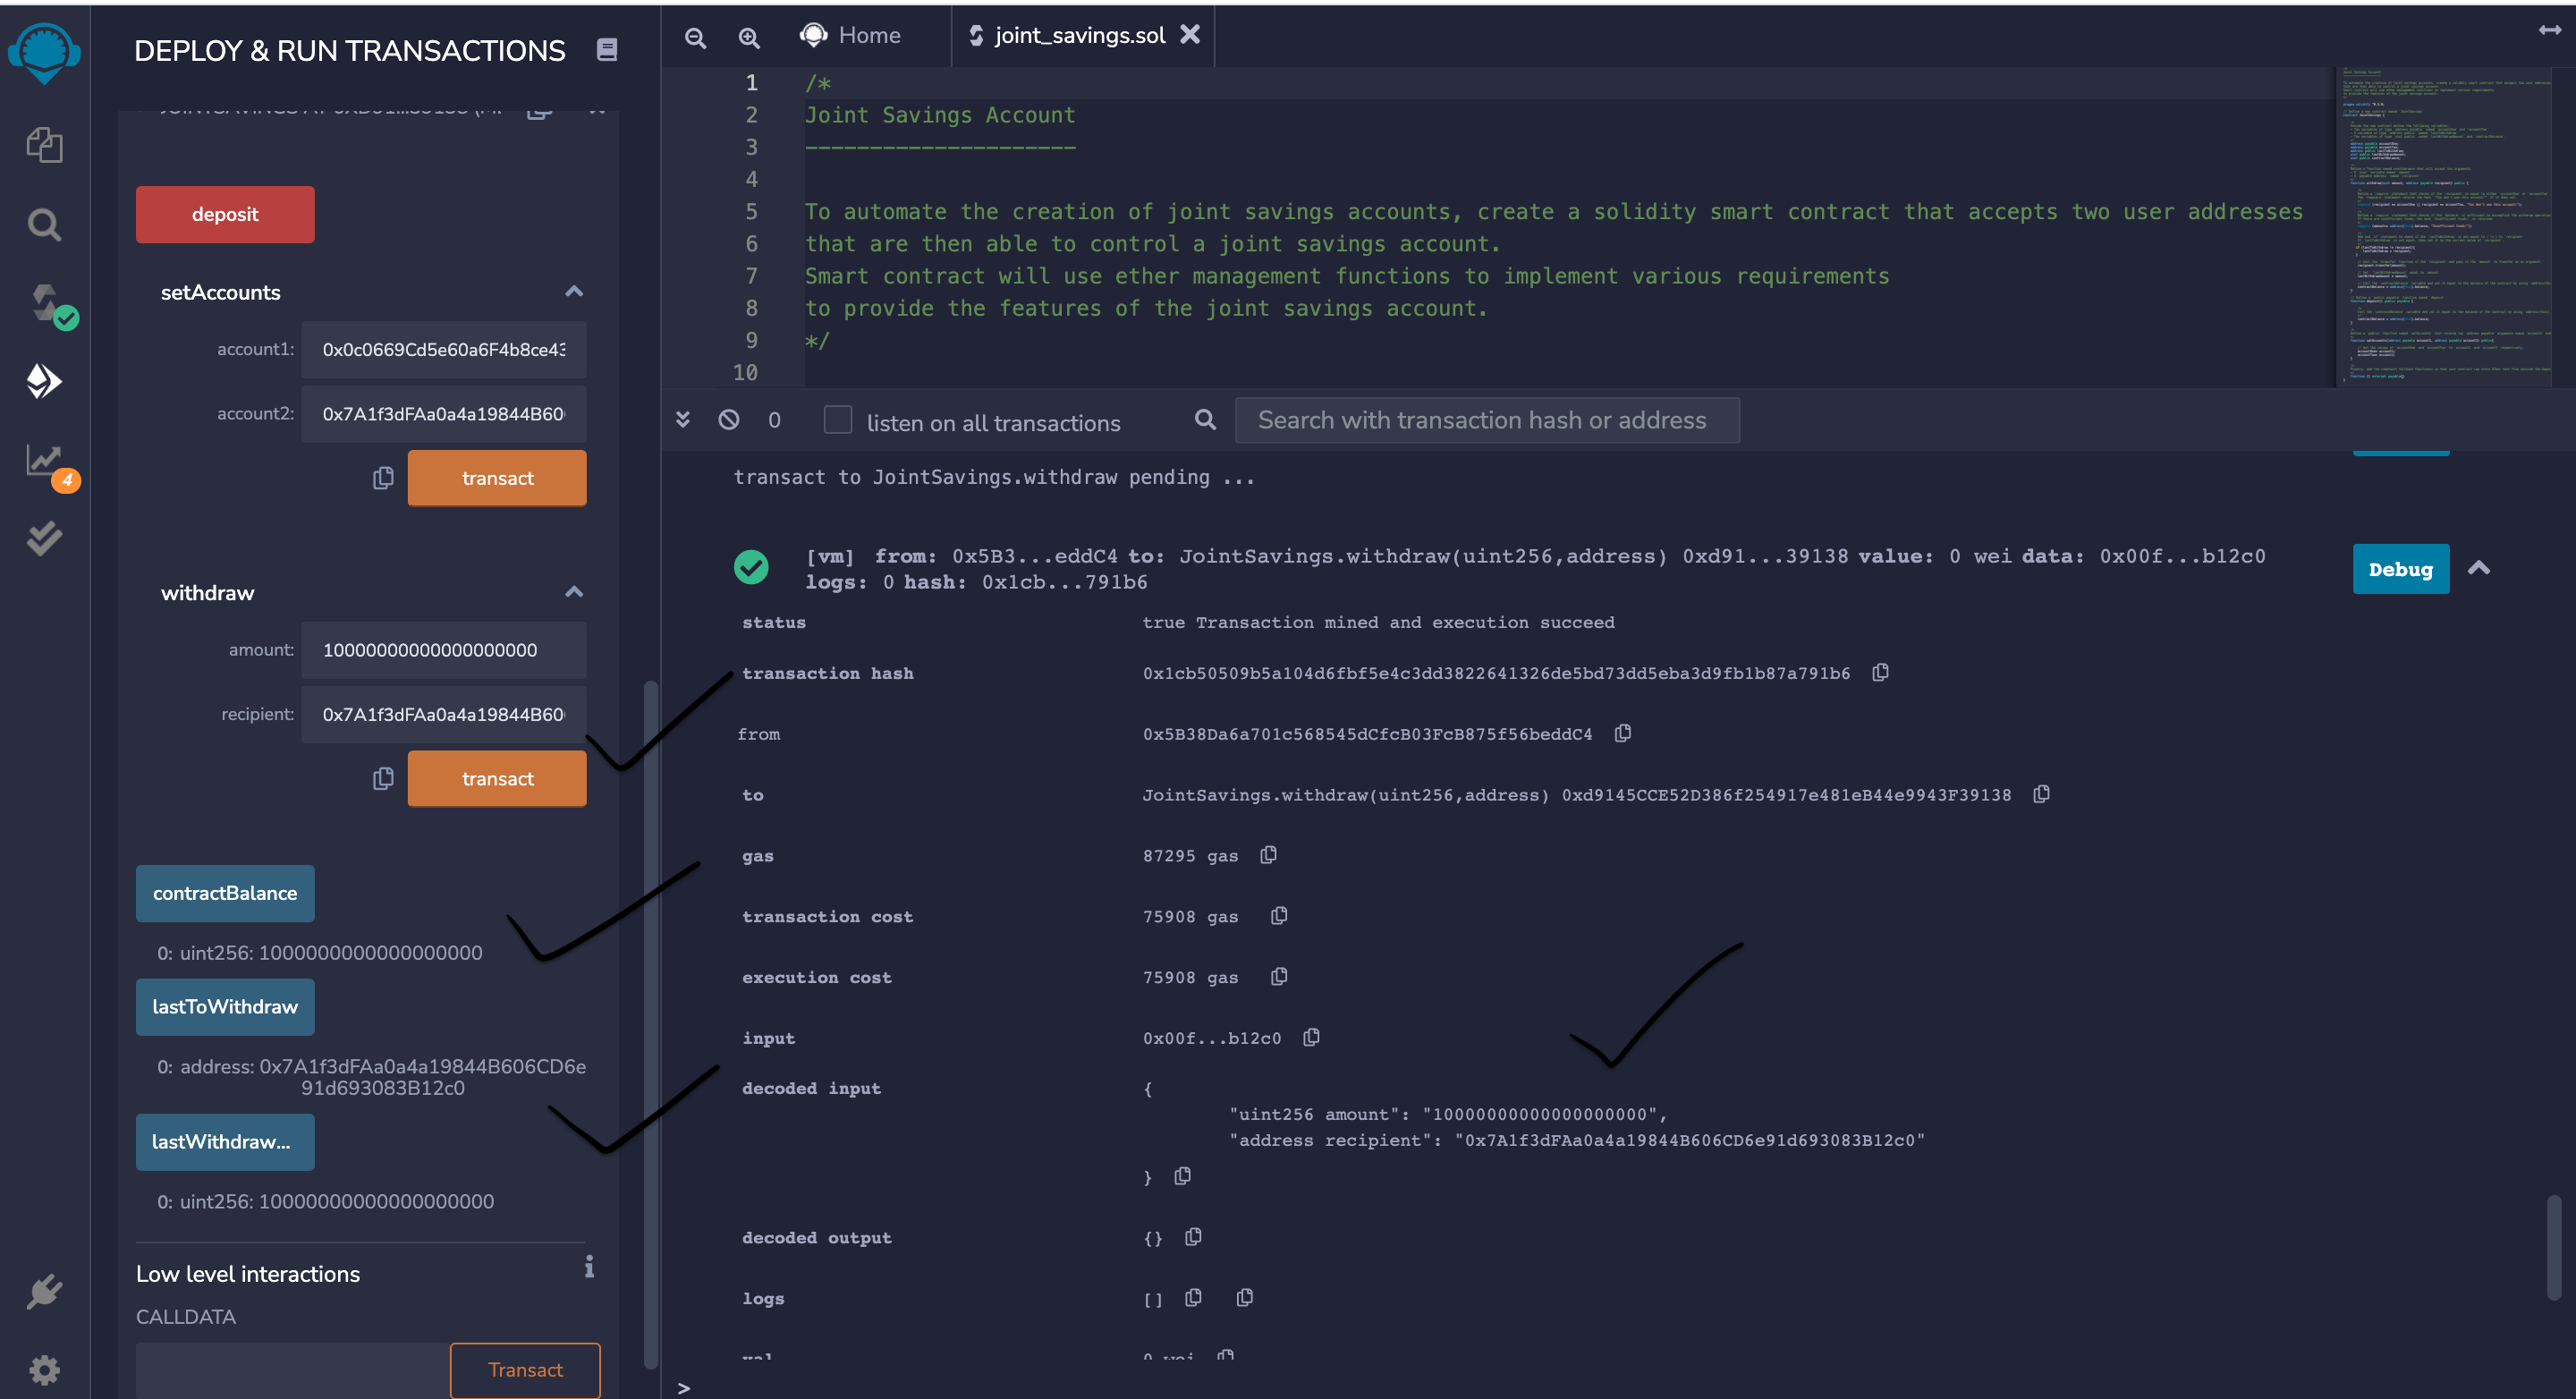 DEPLOY & RUN TRANSACTIONS
deposit
setAccounts
account1: 0x0c0669Cd5e60a6F4b8ce43
account2: 0x7A1f3dFAa0a4a19844B60
transact
withdraw
amount: 10000000000000000000
recipient: 0x7A1f3dFAa0a4a19844B60
transact
contractBalance
0: uint256: 1000000000000000000
lastToWithdraw
0: address: 0x7A1f3dFAa0a4a19844B606CD6e
91d693083B12c0
lastWithdraw...
0: uint256: 10000000000000000000
Low level interactions
CALLDATA
Transact
4
Home
joint_savings.sol
1 /*
2 Joint Savings Account
3 ---------------------
4
5 To automate the creation of joint savings accounts, create a solidity smart contract that accepts two user addresses
6 that are then able to control a joint savings account.
7 Smart contract will use ether management functions to implement various requirements
8 to provide the features of the joint savings account.
9 */
10
0 listen on all transactions Search with transaction hash or address
transact to JointSavings.withdraw pending ...
[vm] from: 0x5B3...eddC4 to: JointSavings.withdraw(uint256,address) 0xd91...39138 value: 0 wei data: 0x00f...b12c0
logs: 0 hash: 0x1cb...791b6
Debug
status true Transaction mined and execution succeed
transaction hash 0x1cb50509b5a104d6fbf5e4c3dd3822641326de5bd73dd5eba3d9fb1b87a791b6
from 0x5B38Da6a701c568545dCfcB03FcB875f56beddC4
to JointSavings.withdraw(uint256,address) 0xd9145CCE52D386f254917e481eB44e9943F39138
gas 87295 gas
transaction cost 75908 gas
execution cost 75908 gas
input 0x00f...b12c0
decoded input {
"uint256 amount": "10000000000000000000",
"address recipient": "0x7A1f3dFAa0a4a19844B606CD6e91d693083B12c0"
}
decoded output {}
logs []
val 0 wei
>